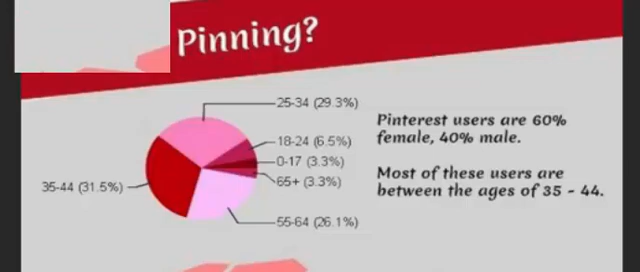 Pinning?
25-34 (29.3%)
18-24 (6.5%)
0-17 (3.3%)
65+ (3.3%)
35-44 (31.5%)
55-64 (26.1%)
Pinterest users are 60%
female, 40% male.
Most of these users are
between the ages of 35 - 44.